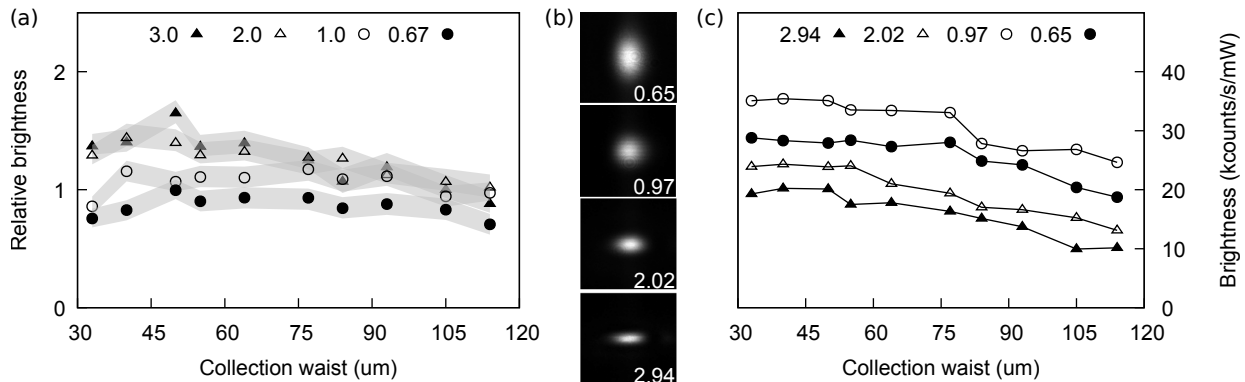 (a)
3.0 2.0 1.0 0.67
Relative brightness
2
1
0
30 45 60 75 90 105 120
Collection waist (um)
(b)
0.65
0.97
2.02
2.94
(c)
2.94 2.02 0.97 0.65
Brightness (kcounts/s/mW)
40
30
20
10
0
30 45 60 75 90 105 120
Collection waist (um)